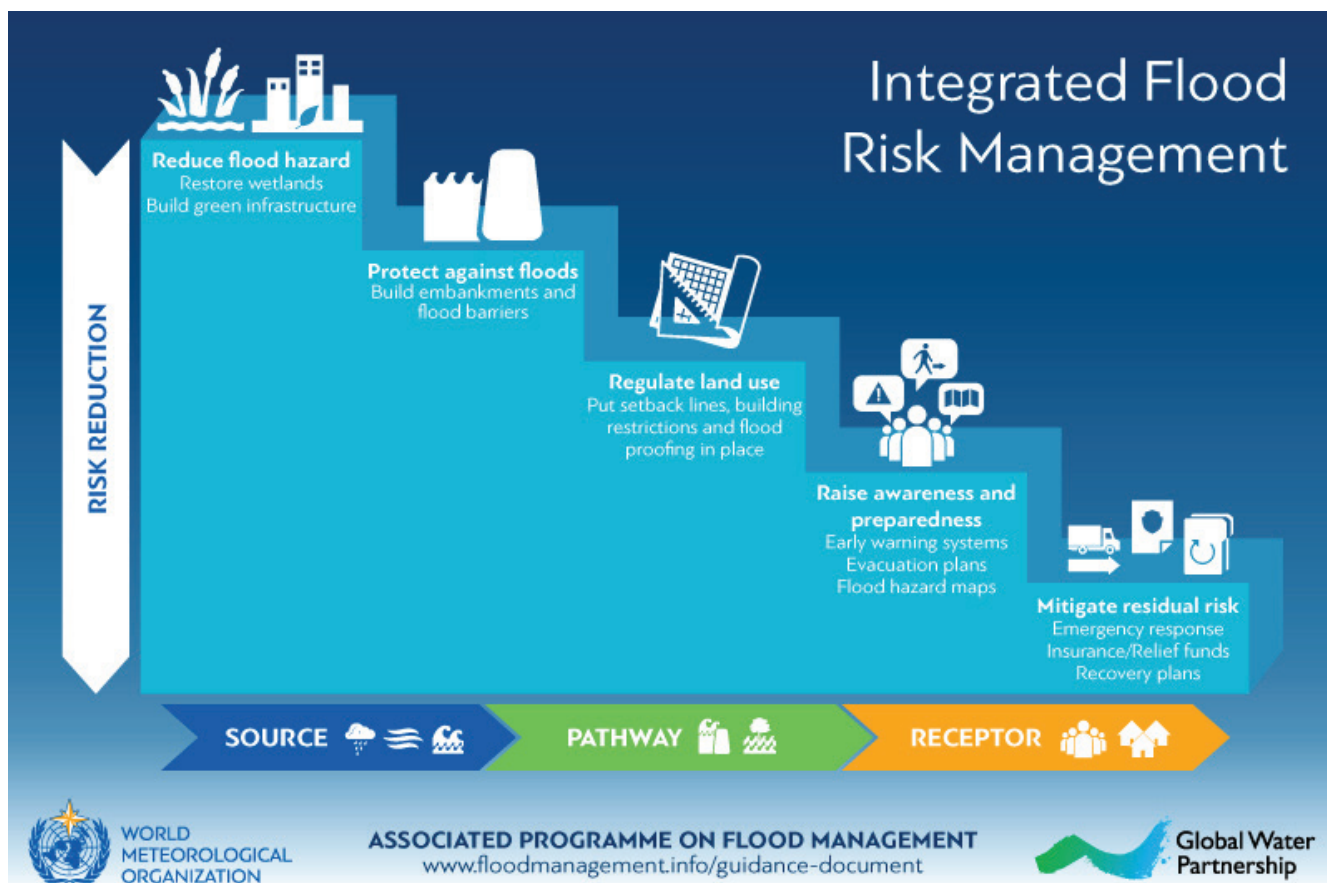 Integrated Flood
Risk Management
RISK REDUCTION
Reduce flood hazard
Restore wetlands
Build green infrastructure
Protect against floods
Build embankments and
flood barriers
Regulate land use
Put setback lines, building
restrictions and flood
proofing in place
Raise awareness and
preparedness
Early warning systems
Evacuation plans
Flood hazard maps
Mitigate residual risk
Emergency response
Insurance/Relief funds
Recovery plans
SOURCE
PATHWAY
RECEPTOR
WORLD
METEOROLOGICAL
ORGANIZATION
ASSOCIATED PROGRAMME ON FLOOD MANAGEMENT
www.floodmanagement.info/guidance-document
Global Water
Partnership